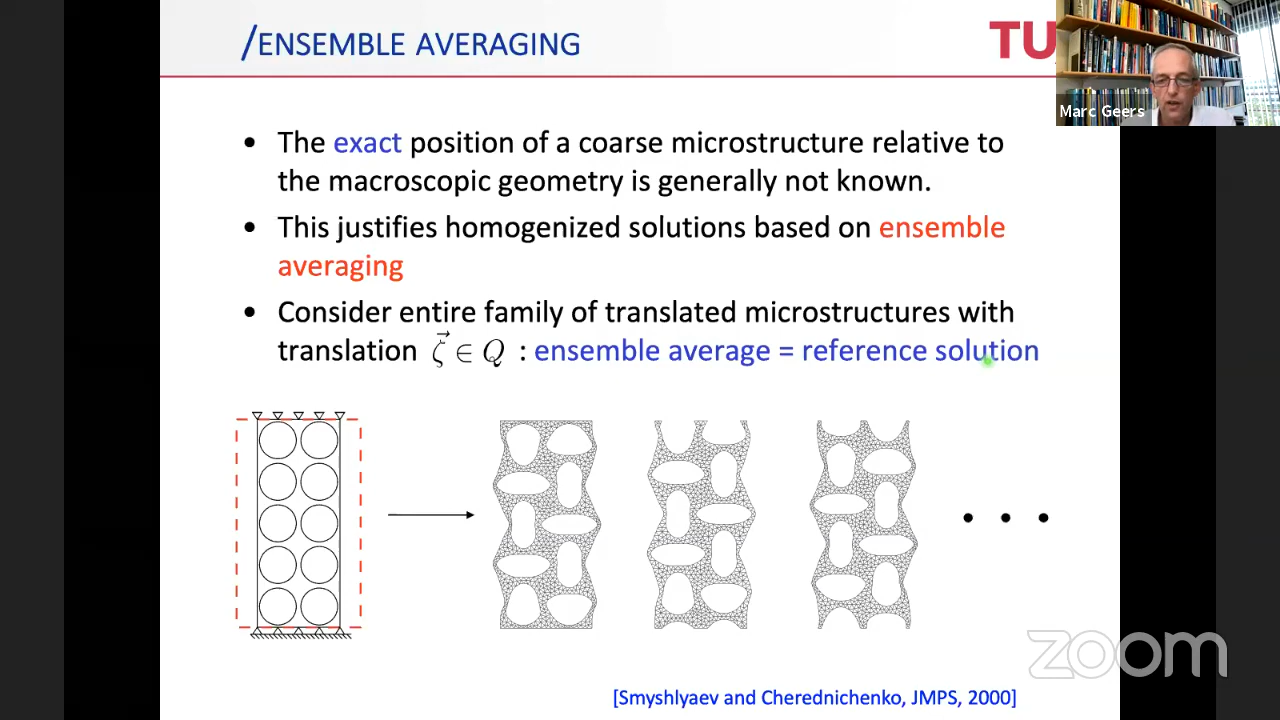 /ENSEMBLE AVERAGING
TU
Marc Geers
• The exact position of a coarse microstructure relative to
the macroscopic geometry is generally not known.
• This justifies homogenized solutions based on ensemble
averaging
• Consider entire family of translated microstructures with
translation ζ⃗ ∈ Q : ensemble average = reference solution
• • •
zoom
[Smyshlyaev and Cherednichenko, JMPS, 2000]